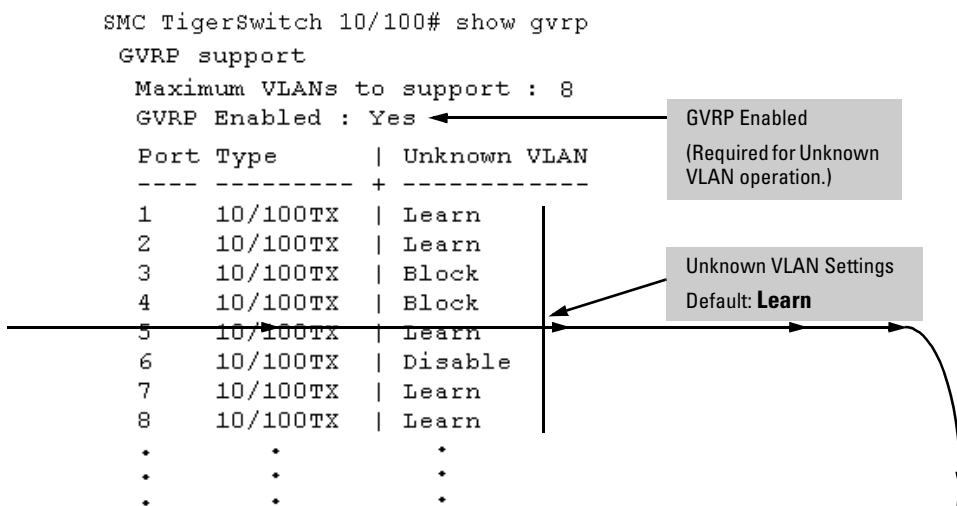 SMC TigerSwitch 10/100# show gvrp
GVRP support
Maximum VLANs to support : 8
GVRP Enabled : Yes
Port Type | Unknown VLAN
---- --------- + ------------
1 10/100TX | Learn
2 10/100TX | Learn
3 10/100TX | Block
4 10/100TX | Block
5 10/100TX | Learn
6 10/100TX | Disable
7 10/100TX | Learn
8 10/100TX | Learn
. . .
. . .
. . .
GVRP Enabled
(Required for Unknown
VLAN operation.)
Unknown VLAN Settings
Default: Learn